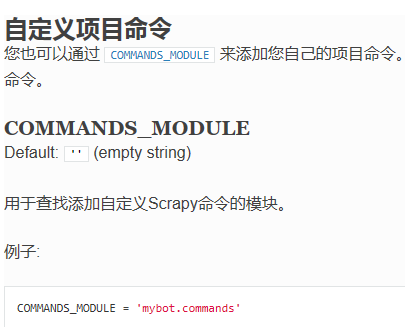 自定义项目命令
您也可以通过 COMMANDS_MODULE 来添加您自己的项目命令。
命令。
COMMANDS_MODULE
Default: '' (empty string)
用于查找添加自定义Scrapy命令的模块。
例子:
COMMANDS_MODULE = 'mybot.commands'